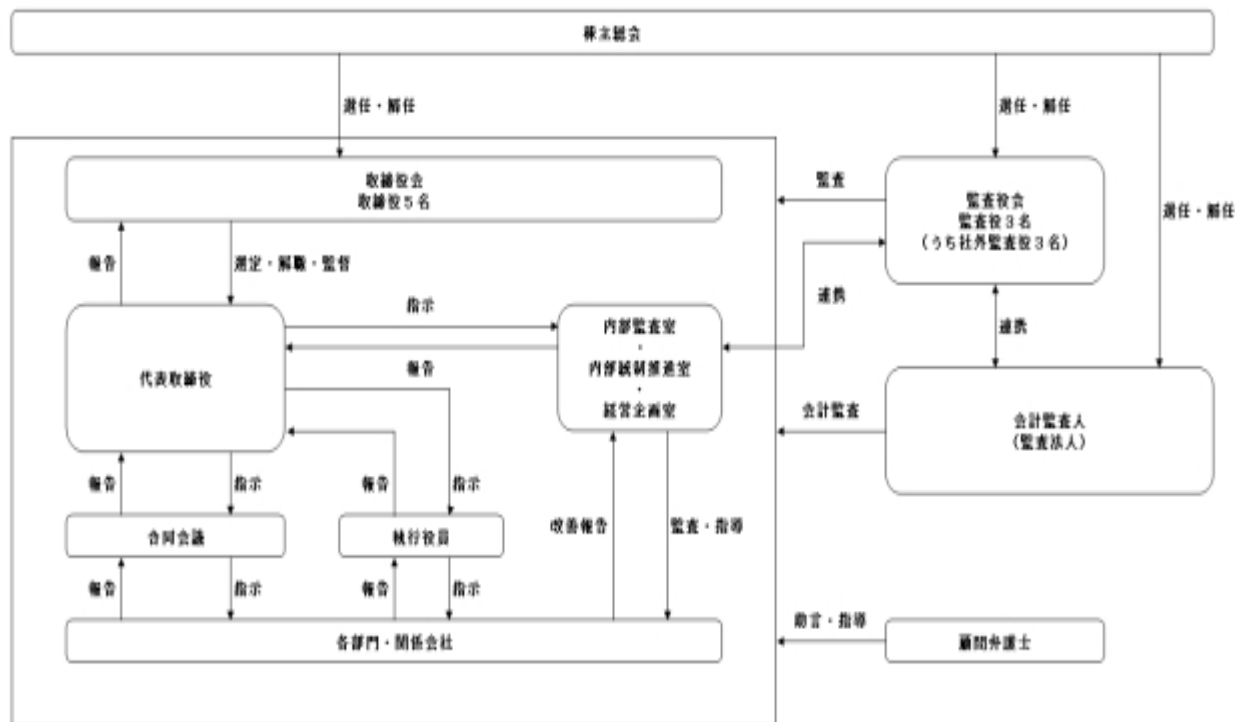 株主総会
選任・解任
選任・解任
取締役会
取締役5名
監査
監査役会
監査役3名
(うち社外監査役3名)
選任・解任
報告
選定・解職・監督
連携
指示
内部監査室
・
内部統制推進室
・
経営企画室
連携
代表取締役
報告
会計監査
会計監査人
(監査法人)
報告
指示
報告
指示
合同会議
執行役員
改善報告
監査・指導
報告
指示
報告
指示
各部門・関係会社
助言・指導
顧問弁護士